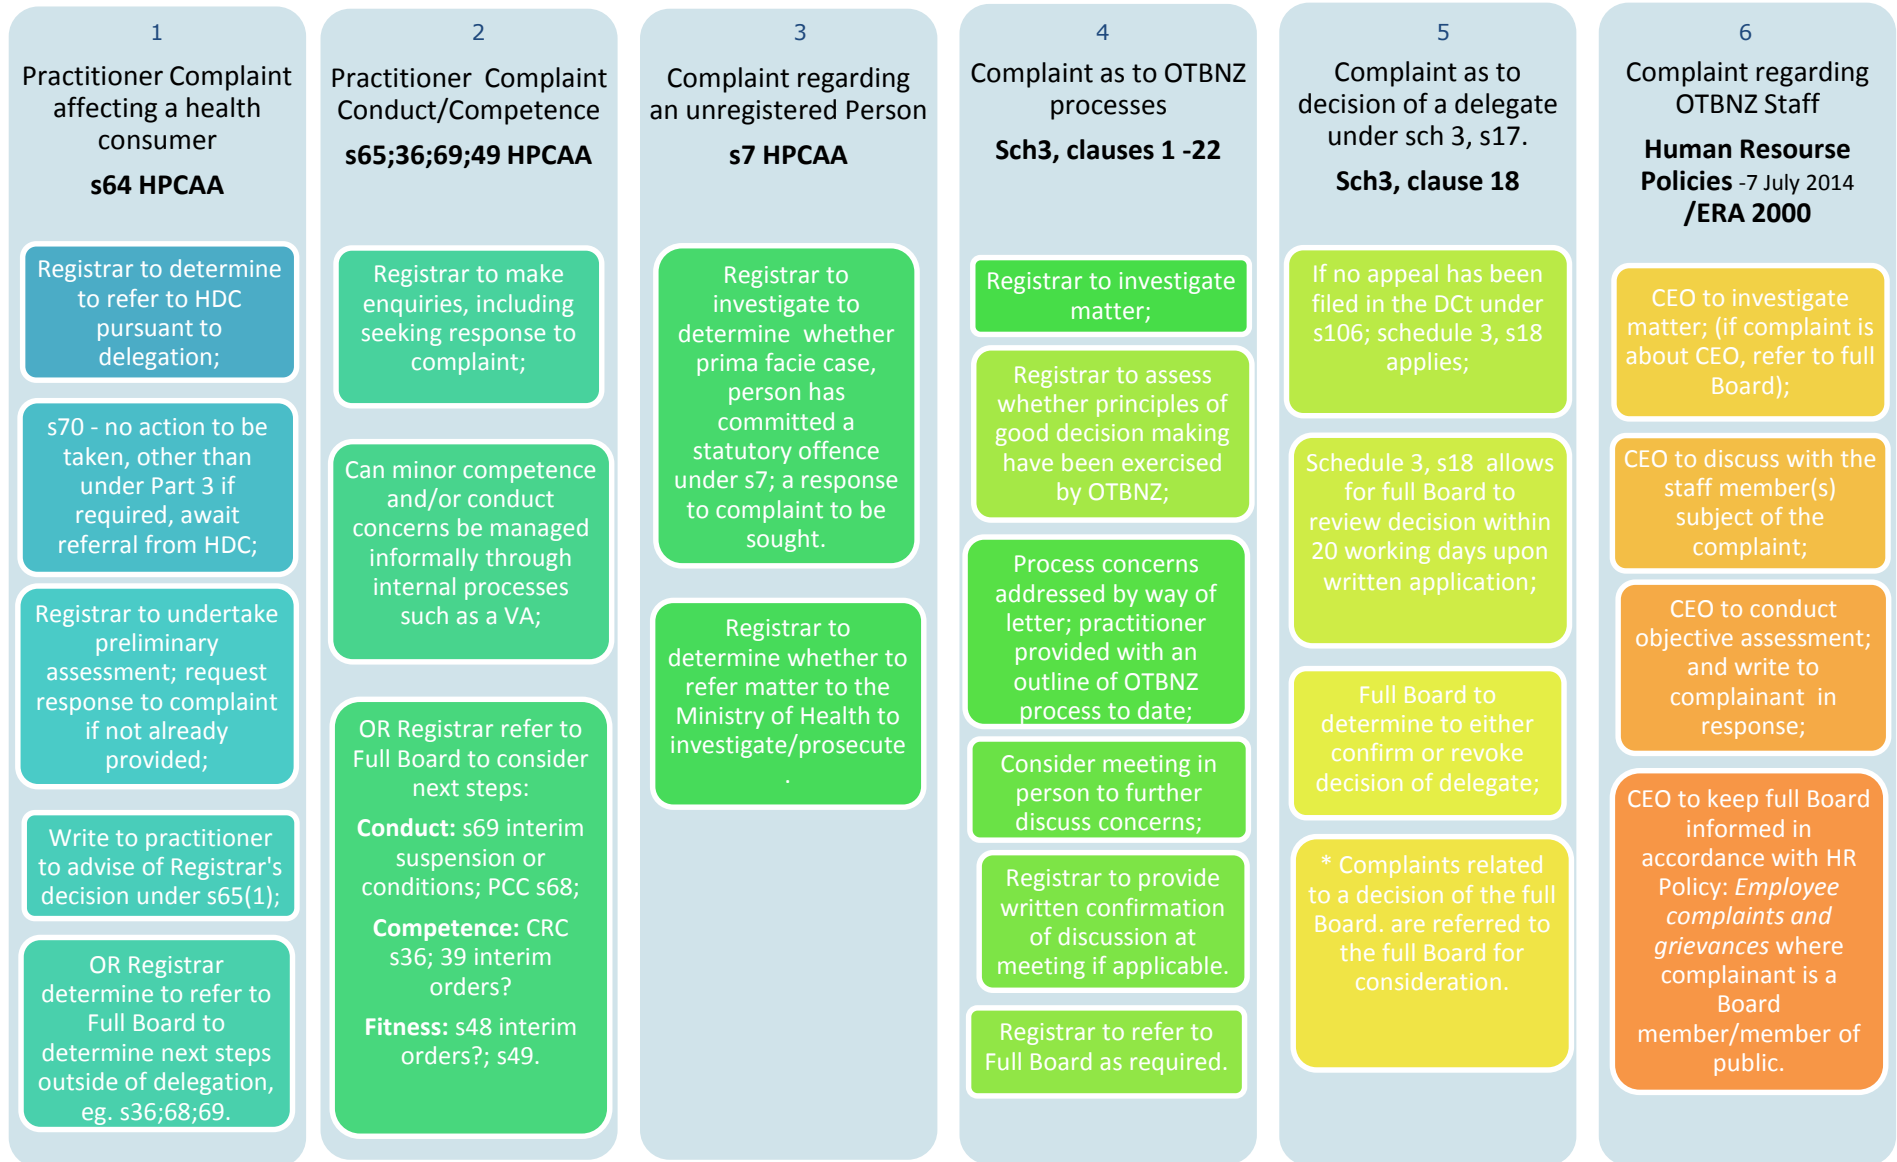 1
Practitioner Complaint
affecting a health
consumer
s64 HPCAA
Registrar to determine
to refer to HDC
pursuant to
delegation;
s70 - no action to be
taken, other than
under Part 3 if
required, await
referral from HDC;
Registrar to undertake
preliminary
assessment; request
response to complaint
if not already
provided;
Write to practitioner
to advise of Registrar's
decision under s65(1);
OR Registrar
determine to refer to
Full Board to
determine next steps
outside of delegation,
eg. s36;68;69.
2
Practitioner Complaint
Conduct/Competence
s65;36;69;49 HPCAA
Registrar to make
enquiries, including
seeking response to
complaint;
Can minor competence
and/or conduct
concerns be managed
informally through
internal processes
such as a VA;
OR Registrar refer to
Full Board to consider
next steps:
Conduct: s69 interim
suspension or
conditions; PCC s68;
Competence: CRC
s36; 39 interim
orders?
Fitness: s48 interim
orders?; s49.
3
Complaint regarding
an unregistered Person
s7 HPCAA
Registrar to
investigate to
determine whether
prima facie case,
person has
committed a
statutory offence
under s7; a response
to complaint to be
sought.
Registrar to
determine whether to
refer matter to the
Ministry of Health to
investigate/prosecute
.
4
Complaint as to OTBNZ
processes
Sch3, clauses 1 -22
Registrar to investigate
matter;
Registrar to assess
whether principles of
good decision making
have been exercised
by OTBNZ;
Process concerns
addressed by way of
letter; practitioner
provided with an
outline of OTBNZ
process to date;
Consider meeting in
person to further
discuss concerns;
Registrar to provide
written confirmation
of discussion at
meeting if applicable.
Registrar to refer to
Full Board as required.
5
Complaint as to
decision of a delegate
under sch 3, s17.
Sch3, clause 18
If no appeal has been
filed in the DCt under
s106; schedule 3, s18
applies;
Schedule 3, s18 allows
for full Board to
review decision within
20 working days upon
written application;
Full Board to
determine to either
confirm or revoke
decision of delegate;
* Complaints related
to a decision of the full
Board. are referred to
the full Board for
consideration.
6
Complaint regarding
OTBNZ Staff
Human Resourse
Policies -7 July 2014
/ERA 2000
CEO to investigate
matter; (if complaint is
about CEO, refer to full
Board);
CEO to discuss with the
staff member(s)
subject of the
complaint;
CEO to conduct
objective assessment;
and write to
complainant in
response;
CEO to keep full Board
informed in
accordance with HR
Policy: Employee
complaints and
grievances where
complainant is a
Board
member/member of
public.